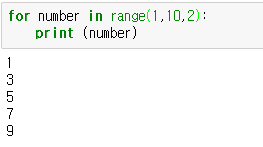 for number in range(1,10,2):
    print (number)
1
3
5
7
9